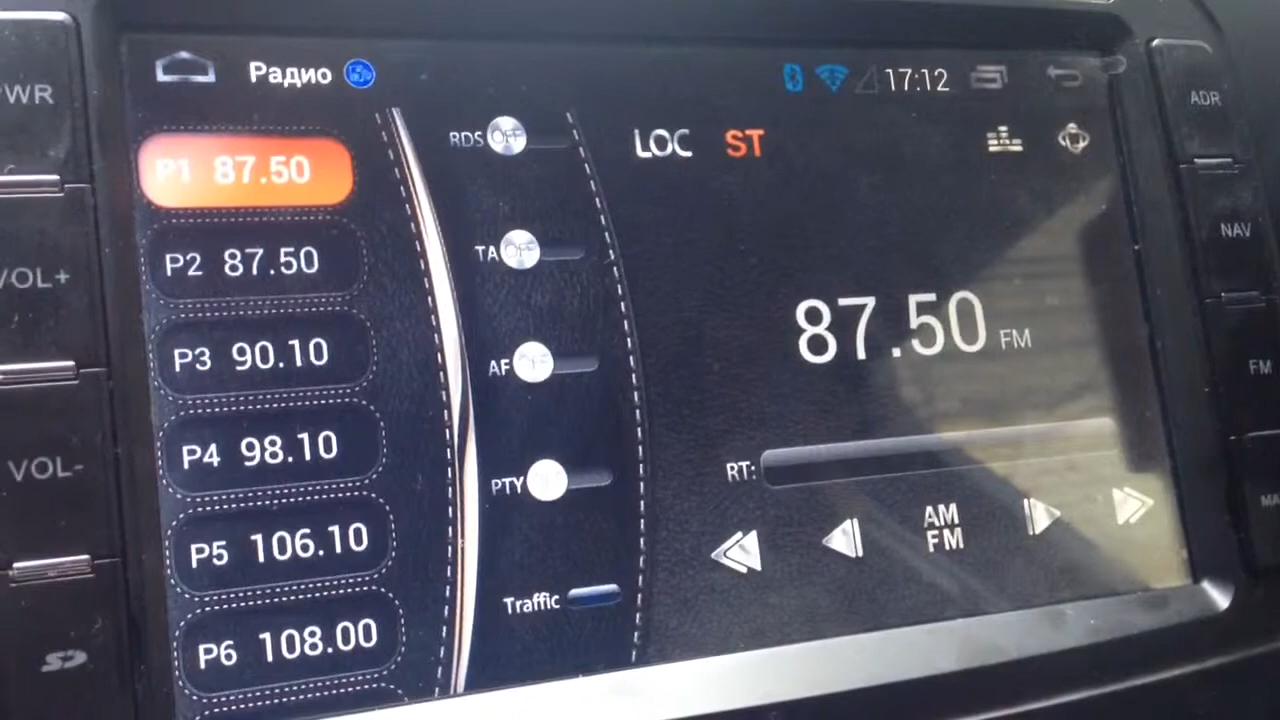 PWR
VOL+
VOL-
Радио
17:12
P1 87.50
P2 87.50
P3 90.10
P4 98.10
P5 106.10
P6 108.00
RDS OFF
TA OFF
AF OFF
PTY
Traffic
LOC ST
87.50 FM
RT:
AM
FM
ADR
NAV
FM